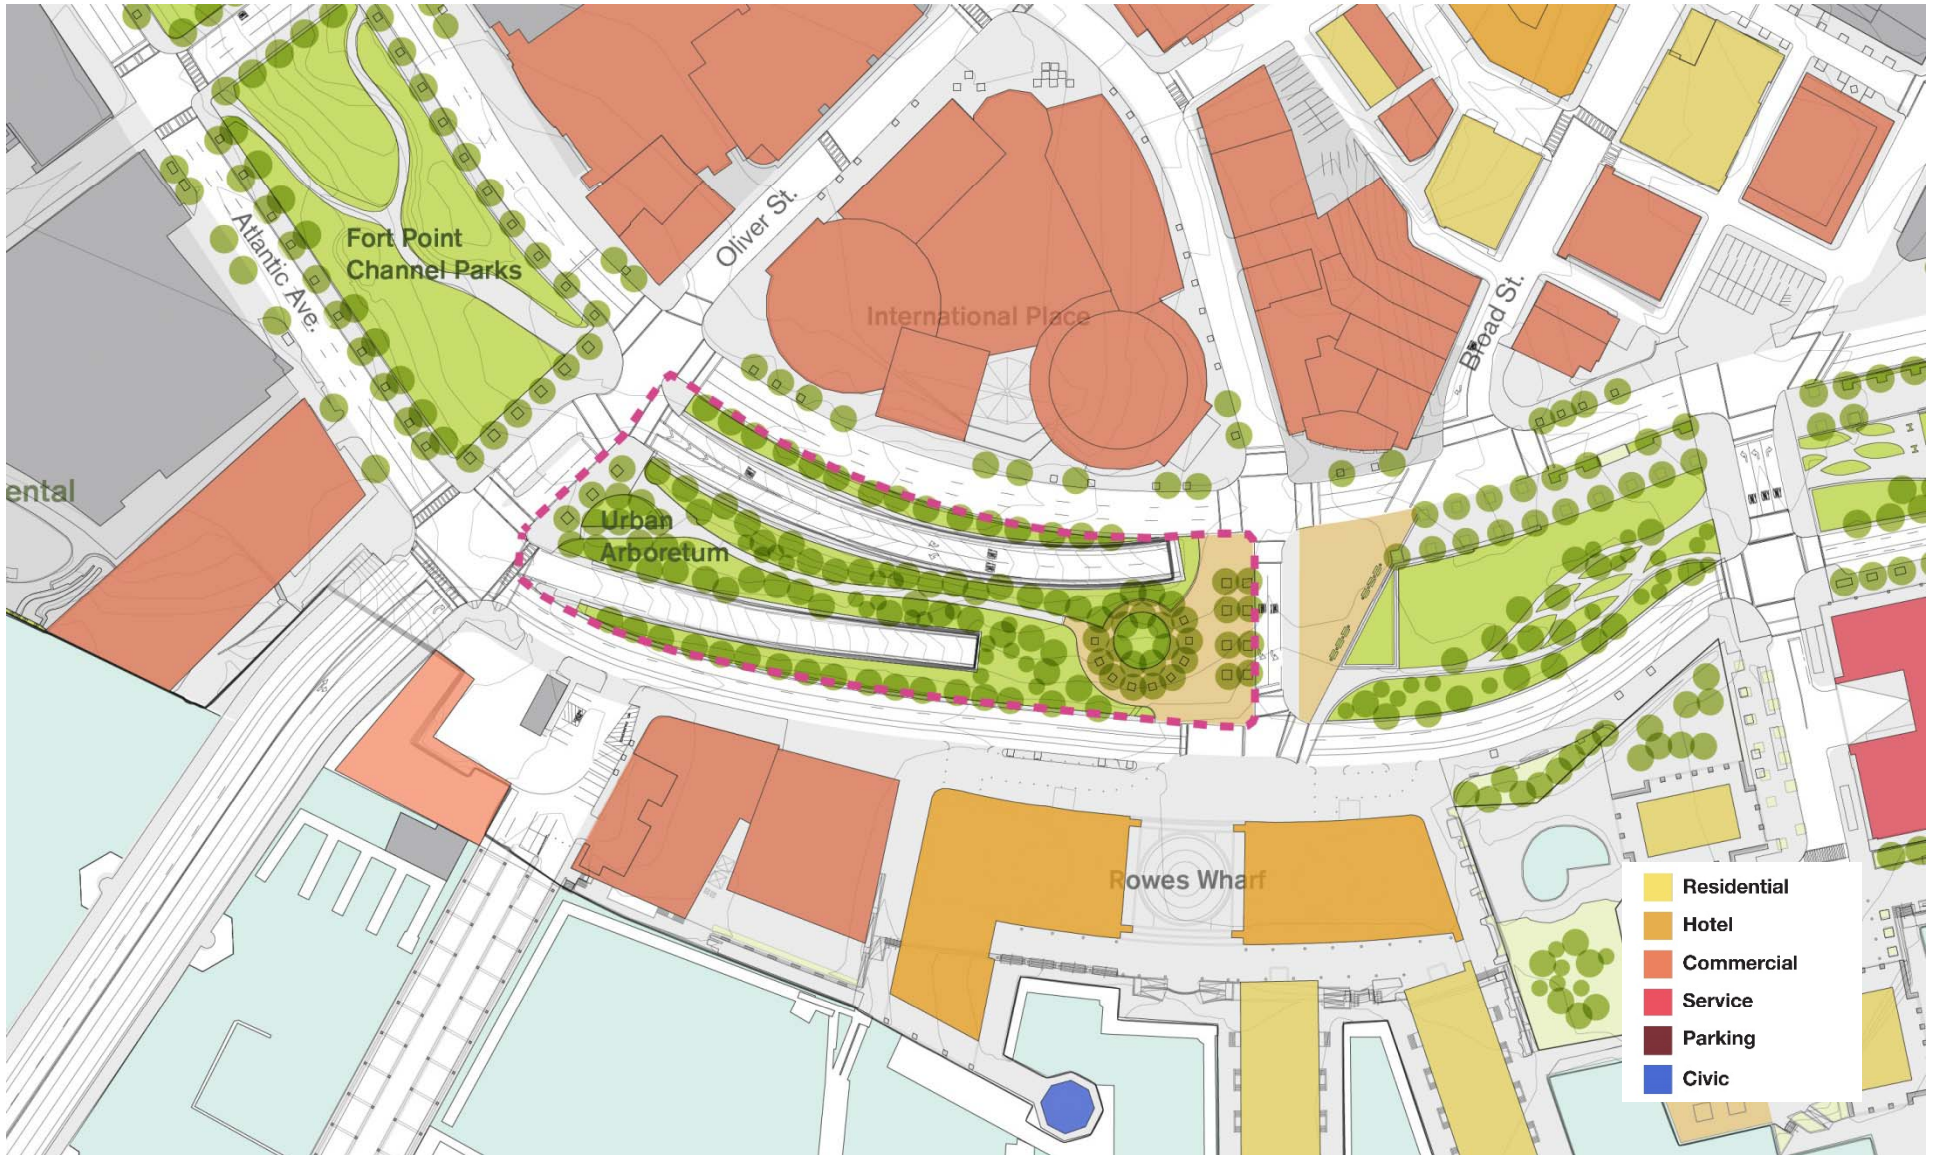 Atlantic Ave.
Fort Point
Channel Parks
Oliver St.
International Place
Broad St.
ental
Urban
Arboretum
Rowes Wharf
Residential
Hotel
Commercial
Service
Parking
Civic